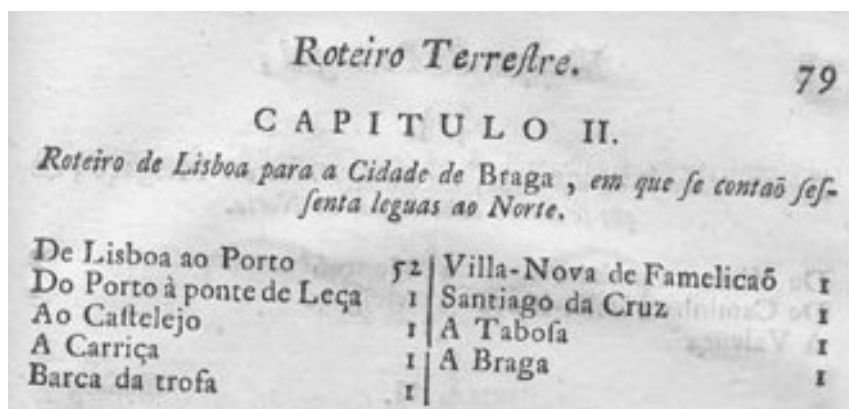 Roteiro Terreſtre.
79
CAPITULO II.
Roteiro de Lisboa para a Cidade de Braga, em que ſe contaõ ſeſ-
ſenta leguas ao Norte.
De Lisboa ao Porto 52
Do Porto à ponte de Leça 1
Ao Caſtelejo 1
A Carriça 1
Barca da trofa 1
Villa-Nova de Famelicaõ 1
Santiago da Cruz 1
A Taboſa 1
A Braga 1